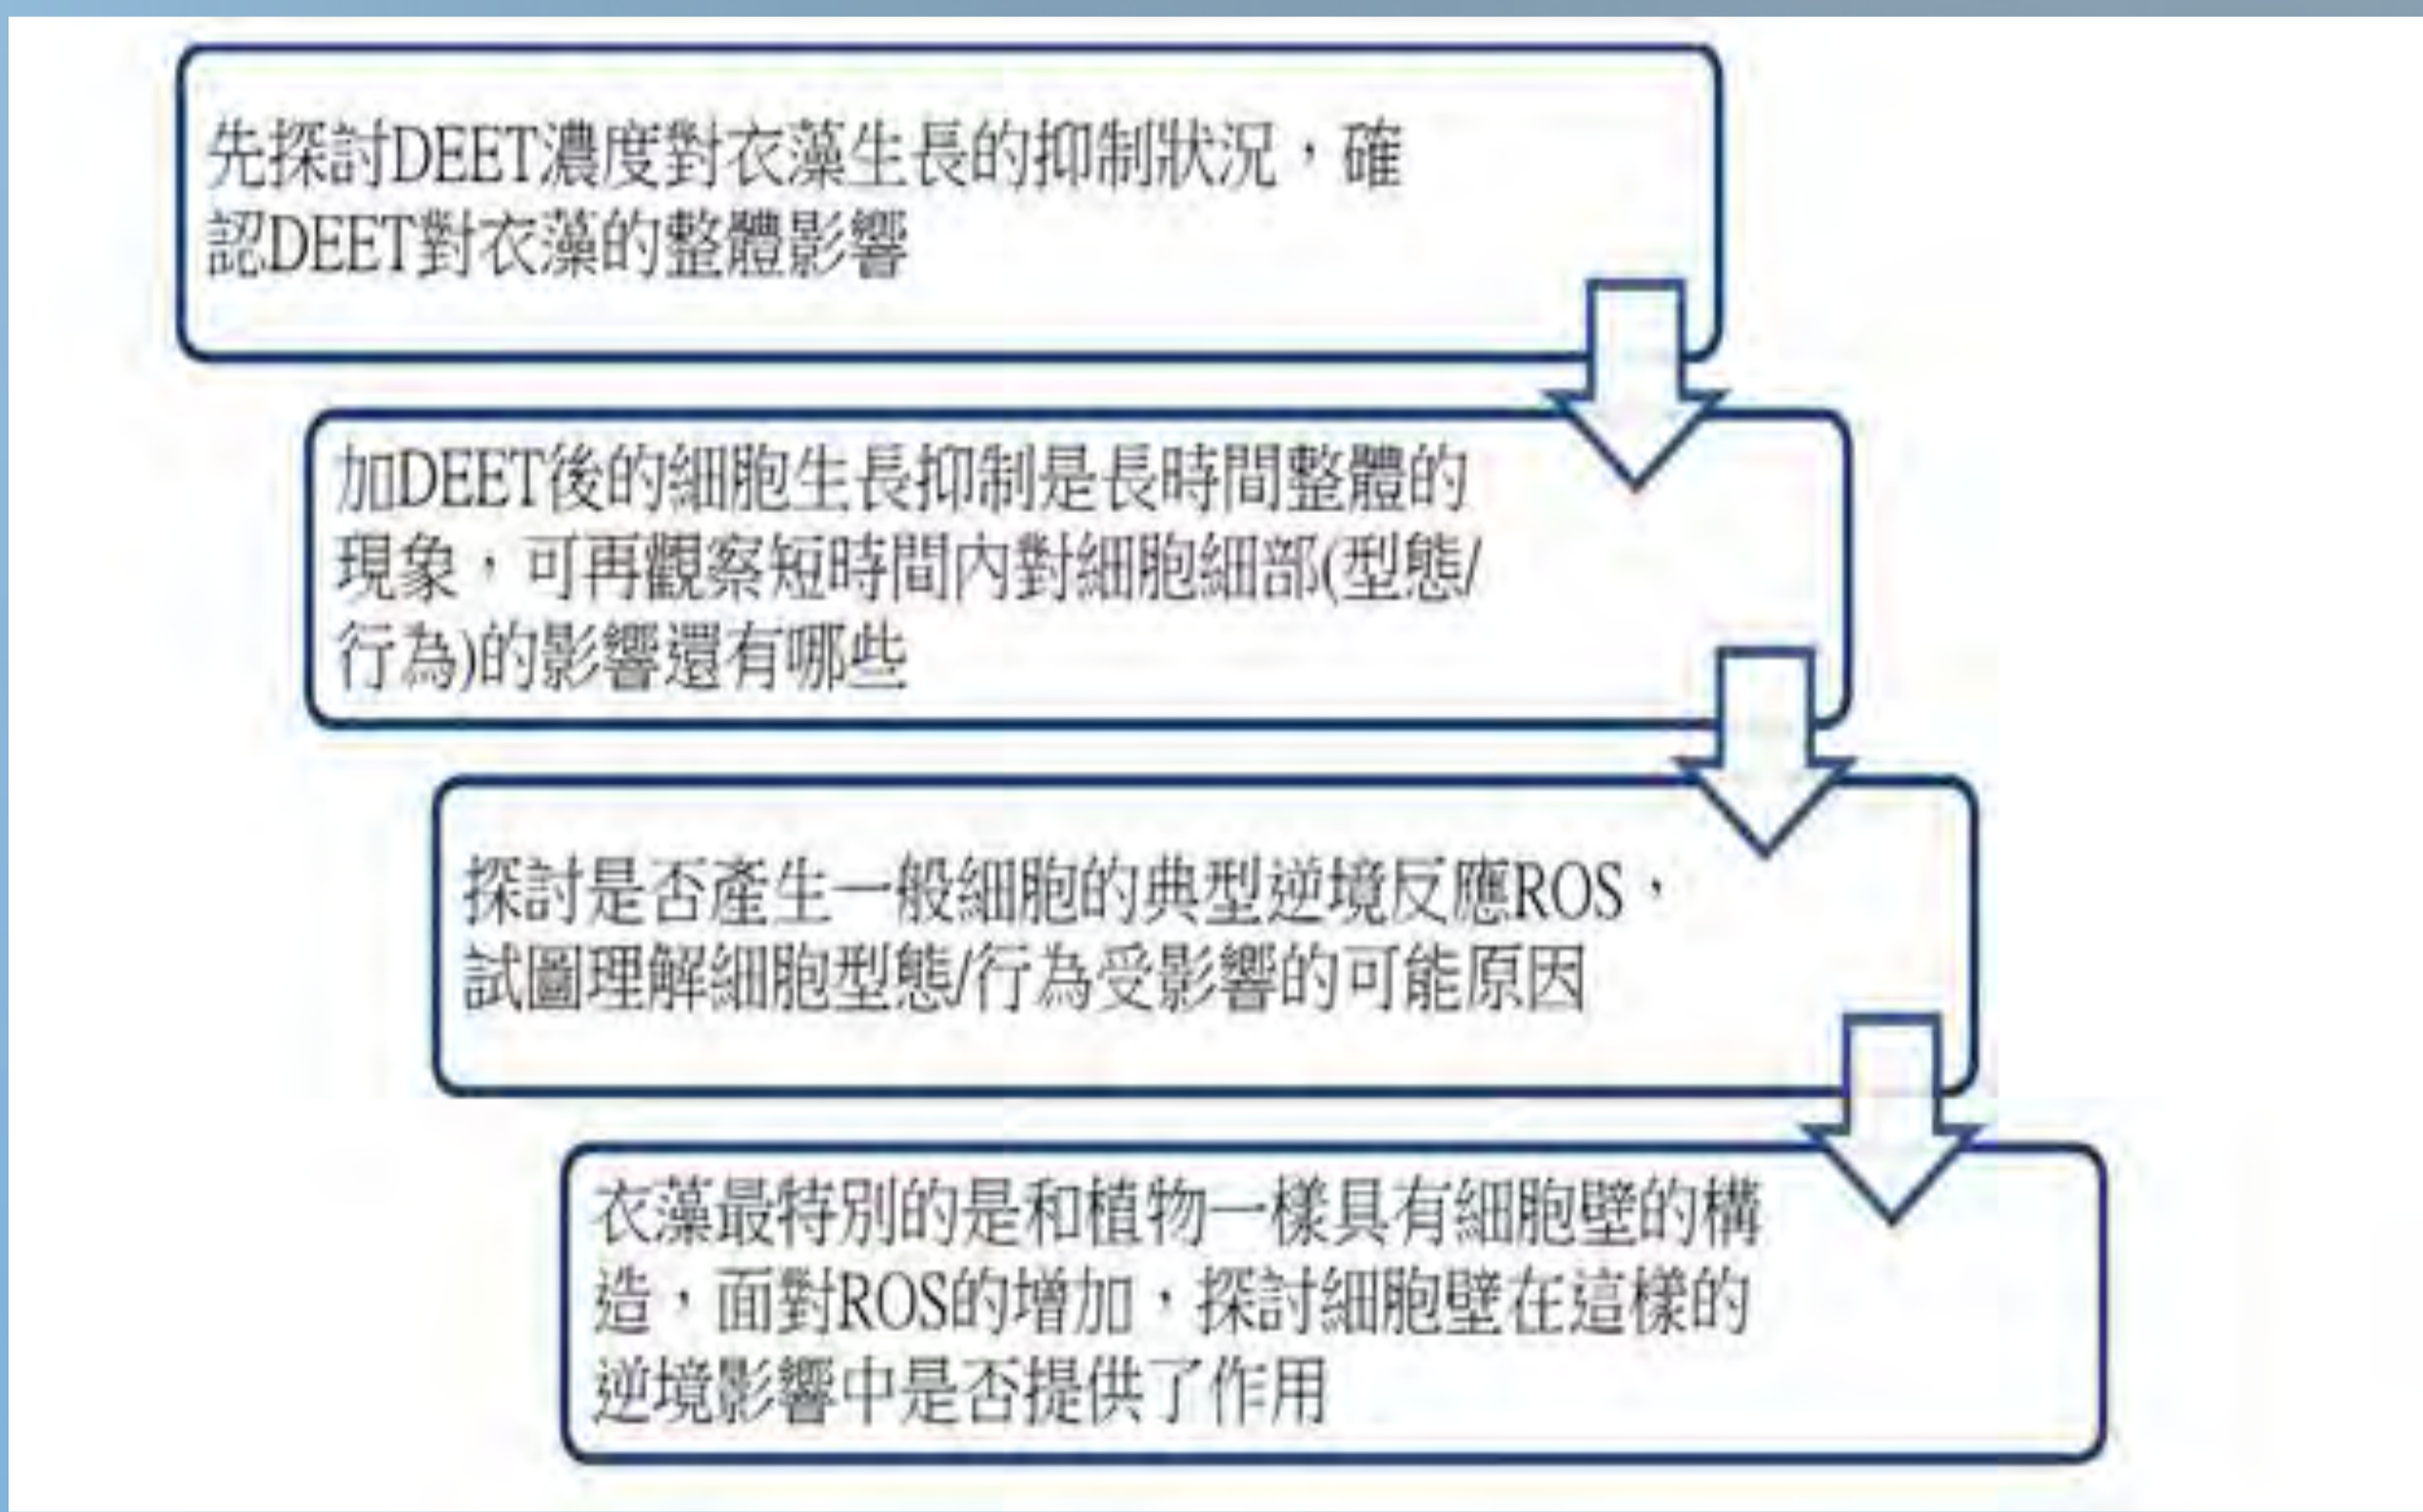 先探討DEET濃度對衣藻生長的抑制狀況，確
認DEET對衣藻的整體影響
加DEET後的細胞生長抑制是長時間整體的
現象，可再觀察短時間內對細胞細部(型態/
行為)的影響還有哪些
探討是否產生一般細胞的典型逆境反應ROS，
試圖理解細胞型態/行為受影響的可能原因
衣藻最特別的是和植物一樣具有細胞壁的構
造，面對ROS的增加，探討細胞壁在這樣的
逆境影響中是否提供了作用